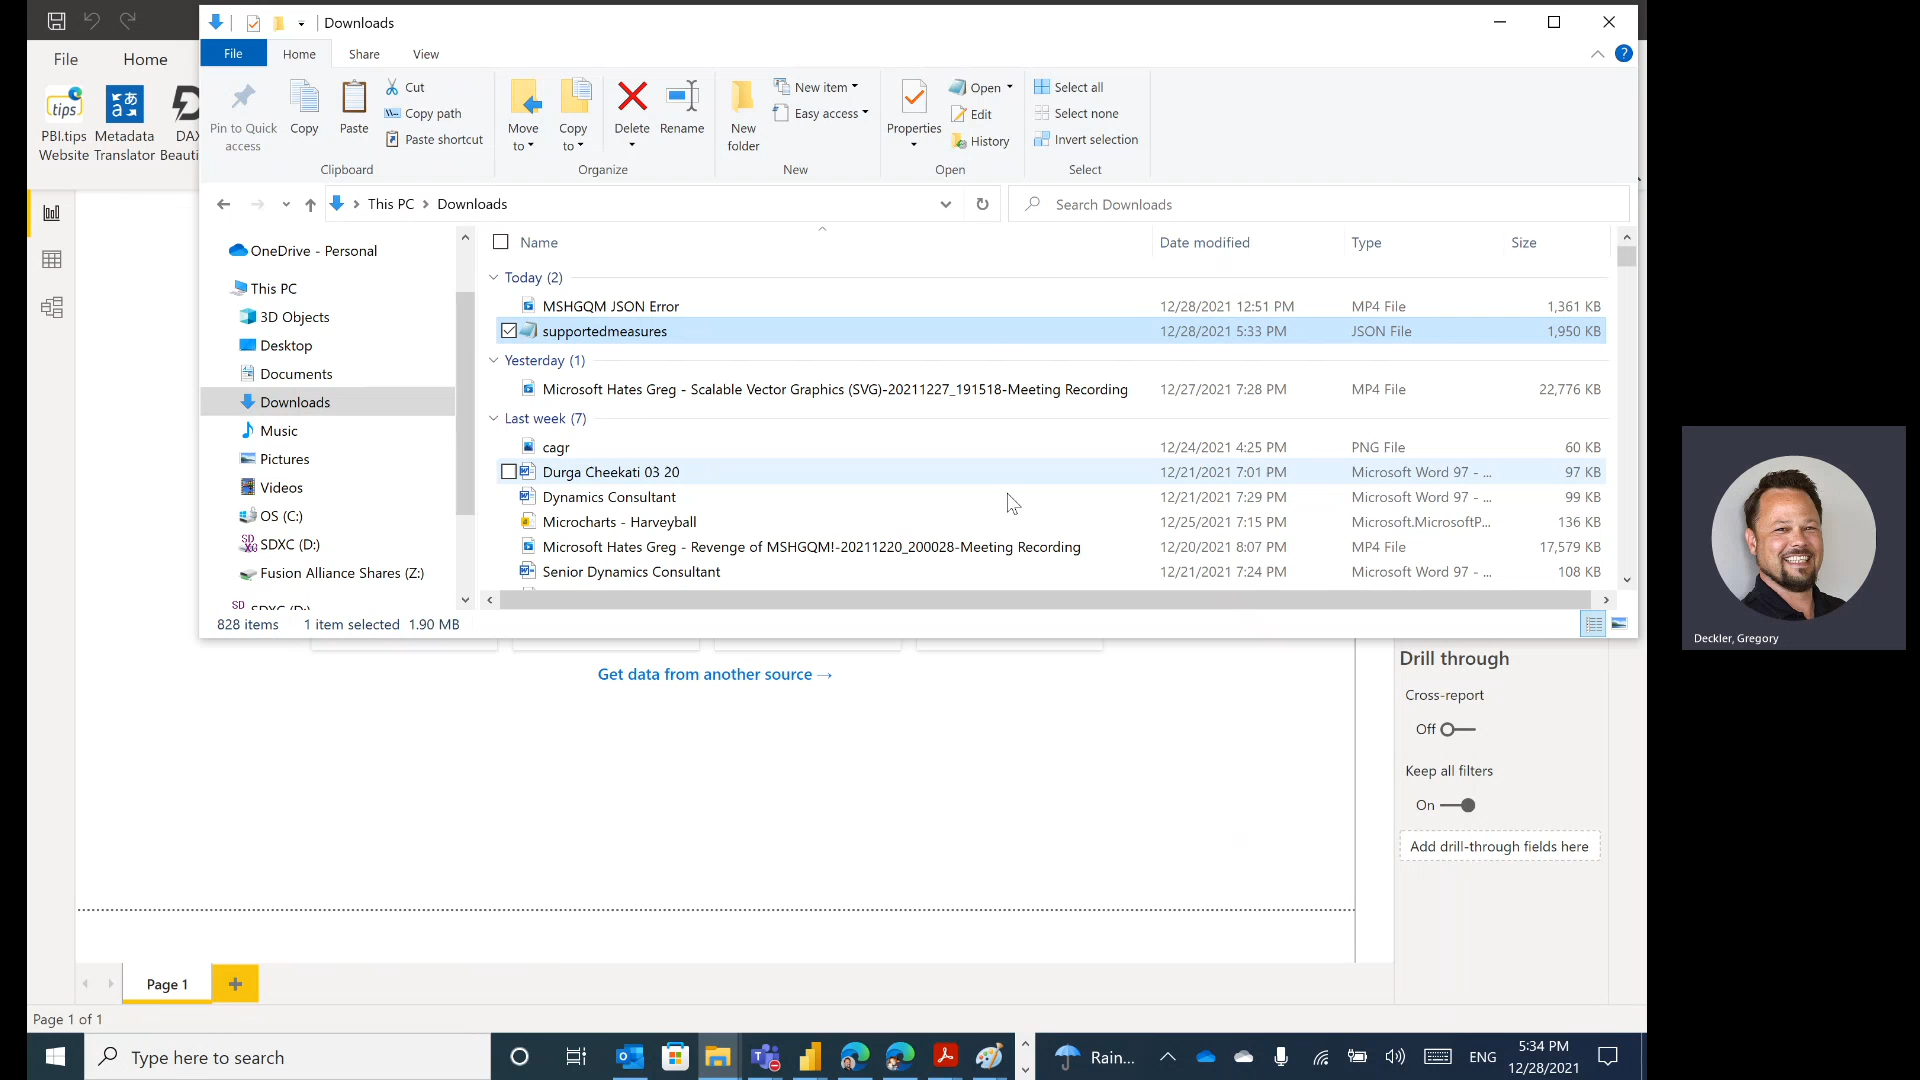 Downloads
File
Home
Share
View
File
Home
Pin to Quick access
Copy
Paste
Cut
Copy path
Paste shortcut
Clipboard
Move to
Copy to
Delete
Rename
Organize
New folder
New item
Easy access
New
Properties
Open
Edit
History
Open
Select all
Select none
Invert selection
Select
tips
PBI.tips Website
Metadata Translator
DAX Beauti
This PC > Downloads
Search Downloads
OneDrive - Personal
This PC
3D Objects
Desktop
Documents
Downloads
Music
Pictures
Videos
OS (C:)
SDXC (D:)
Fusion Alliance Shares (Z:)
SDXC (D:)
Name Date modified Type Size
Today (2)
MSHGQM JSON Error 12/28/2021 12:51 PM MP4 File 1,361 KB
supportedmeasures 12/28/2021 5:33 PM JSON File 1,950 KB
Yesterday (1)
Microsoft Hates Greg - Scalable Vector Graphics (SVG)-20211227_191518-Meeting Recording 12/27/2021 7:28 PM MP4 File 22,776 KB
Last week (7)
cagr 12/24/2021 4:25 PM PNG File 60 KB
Durga Cheekati 03 20 12/21/2021 7:01 PM Microsoft Word 97 - ... 97 KB
Dynamics Consultant 12/21/2021 7:29 PM Microsoft Word 97 - ... 99 KB
Microcharts - Harveyball 12/25/2021 7:15 PM Microsoft.MicrosoftP... 136 KB
Microsoft Hates Greg - Revenge of MSHGQM!-20211220_200028-Meeting Recording 12/20/2021 8:07 PM MP4 File 17,579 KB
Senior Dynamics Consultant 12/21/2021 7:24 PM Microsoft Word 97 - ... 108 KB
828 items 1 item selected 1.90 MB
Get data from another source →
Drill through
Cross-report
Off
Keep all filters
On
Add drill-through fields here
Deckler, Gregory
Page 1
Page 1 of 1
Type here to search
Rain...
ENG
5:34 PM
12/28/2021